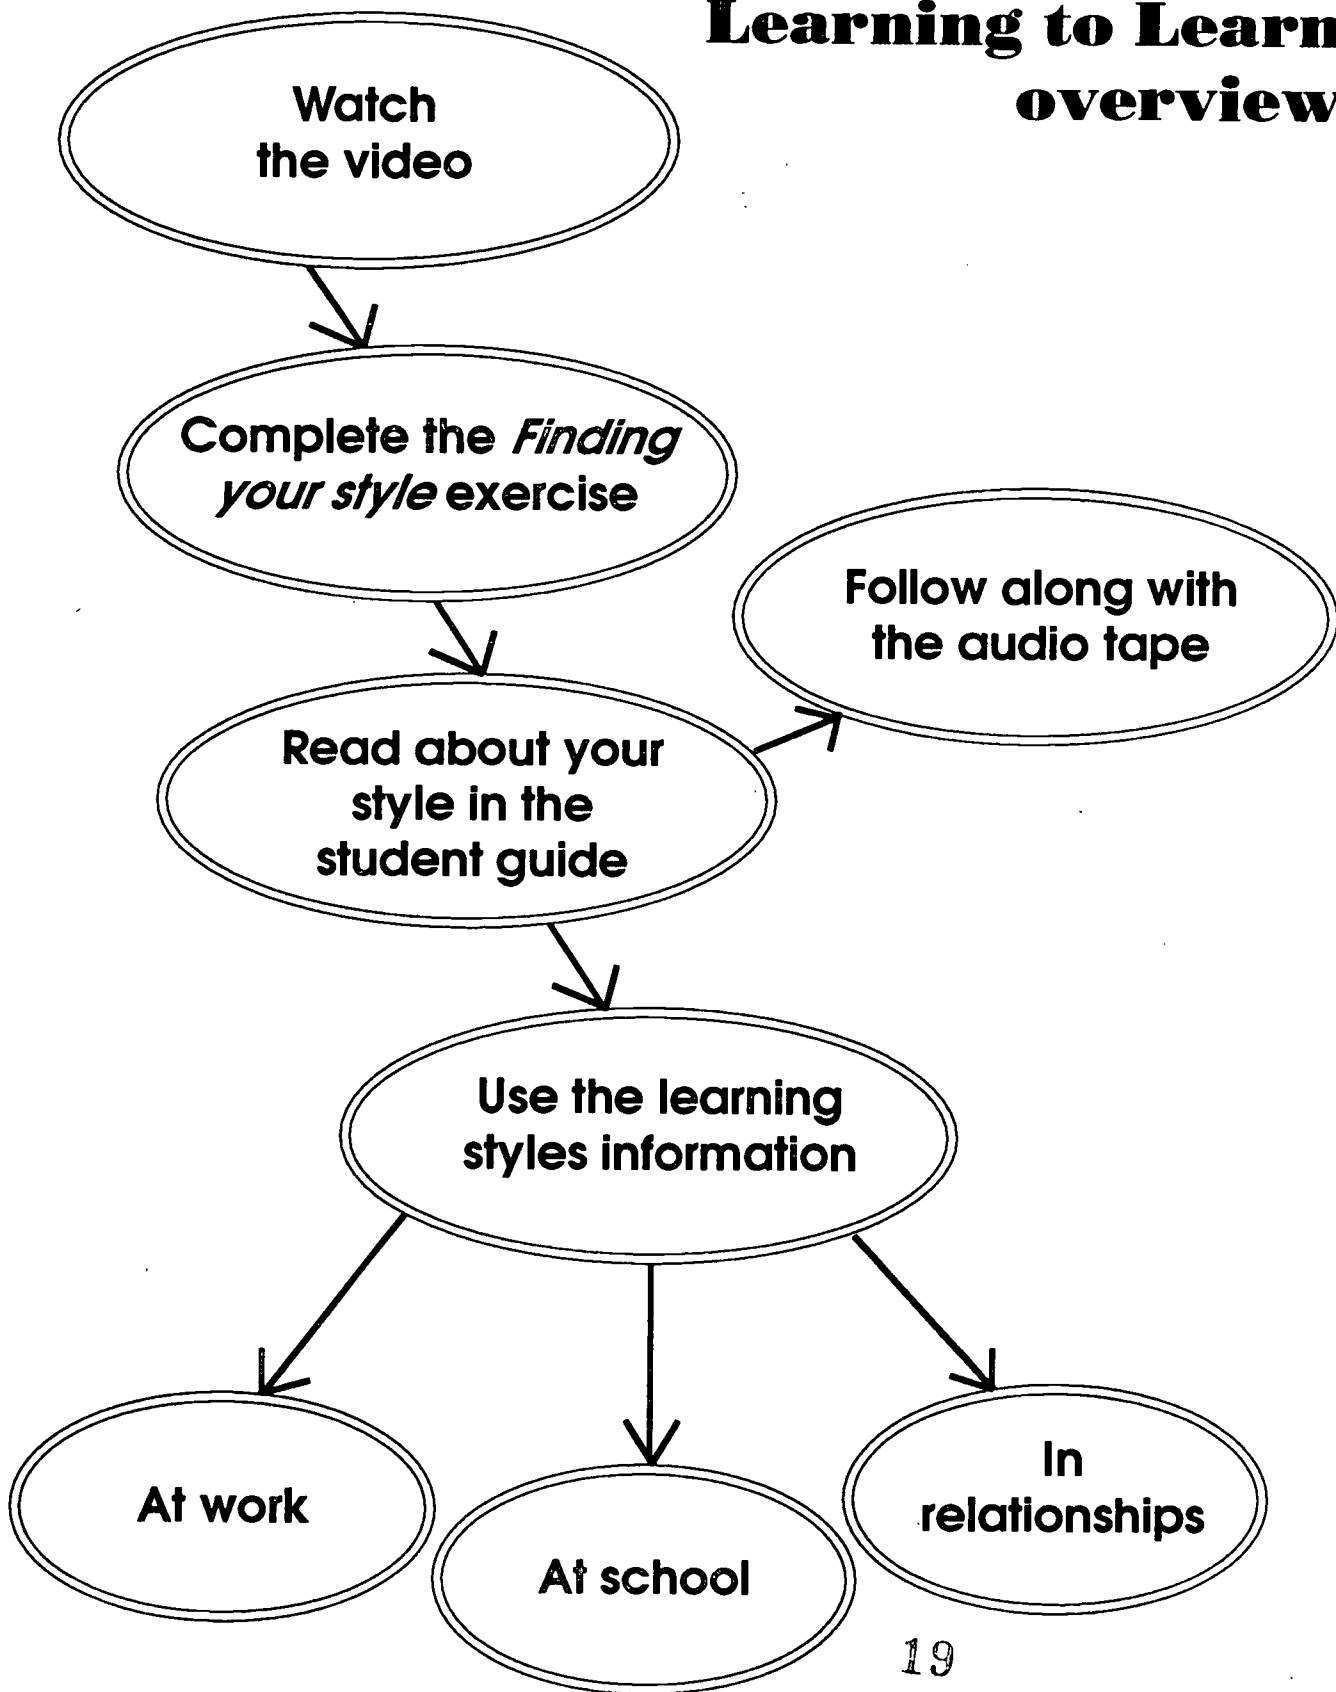 Learning to Learn
overview
Watch
the video
Complete the Finding
your style exercise
Follow along with
the audio tape
Read about your
style in the
student guide
Use the learning
styles information
At work
At school
In
relationships
19